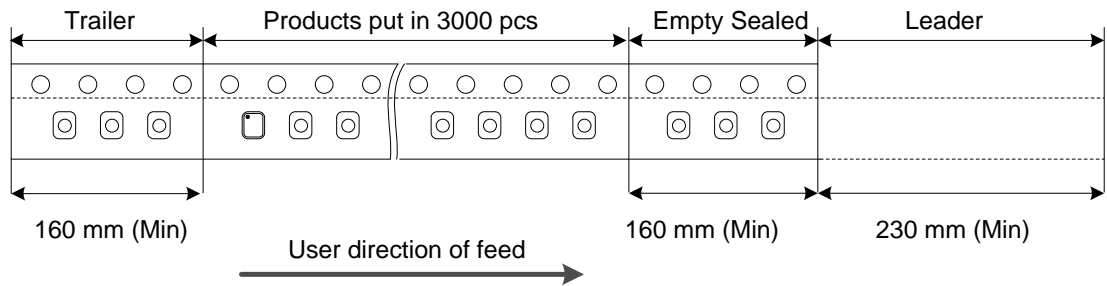 Trailer Products put in 3000 pcs Empty Sealed Leader
160 mm (Min) 160 mm (Min) 230 mm (Min)
User direction of feed